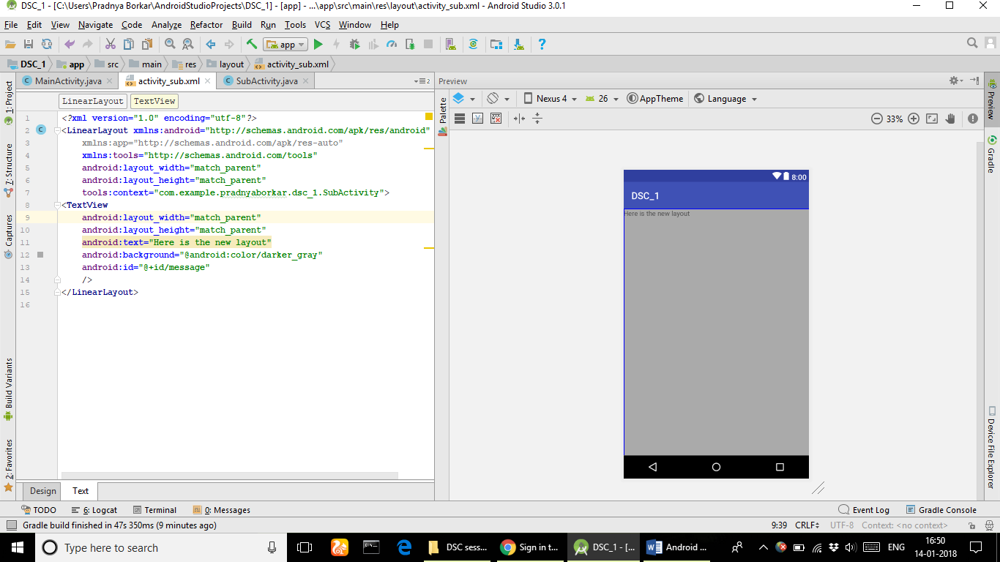 DSC_1 - [C:\Users\Pradnya Borkar\AndroidStudioProjects\DSC_1] - [app] - ...\app\src\main\res\layout\activity_sub.xml - Android Studio 3.0.1
File Edit View Navigate Code Analyze Refactor Build Run Tools VCS Window Help
app
DSC_1 app src main res layout activity_sub.xml
MainActivity.java activity_sub.xml SubActivity.java 2
Preview
LinearLayout TextView
Nexus 4 26 AppTheme Language
33%
1 <?xml version="1.0" encoding="utf-8"?>
2 <LinearLayout xmlns:android="http://schemas.android.com/apk/res/android"
3 xmlns:app="http://schemas.android.com/apk/res-auto"
4 xmlns:tools="http://schemas.android.com/tools"
5 android:layout_width="match_parent"
6 android:layout_height="match_parent"
7 tools:context="com.example.pradnyaborkar.dsc_1.SubActivity">
8 <TextView
9 android:layout_width="match_parent"
10 android:layout_height="match_parent"
11 android:text="Here is the new layout"
12 android:background="@android:color/darker_gray"
13 android:id="@+id/message"
14 />
15 </LinearLayout>
16
1: Project
7: Structure
Captures
Build Variants
2: Favorites
Palette
8:00
DSC_1
Here is the new layout
Preview
Gradle
Device File Explorer
Design Text
TODO 6: Logcat Terminal 0: Messages Event Log Gradle Console
Gradle build finished in 47s 350ms (9 minutes ago) 9:39 CRLF UTF-8 Context: <no context>
Type here to search
DSC sess... Sign in t... DSC_1 - [... Android ...
ENG
16:50
14-01-2018